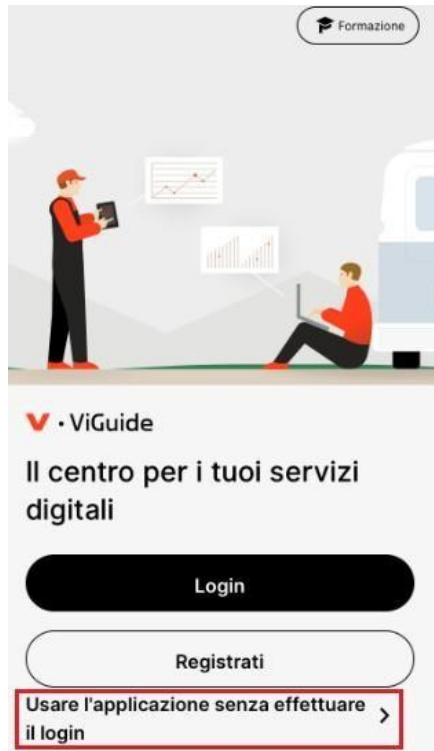 Formazione
V · ViGuide
Il centro per i tuoi servizi
digitali
Login
Registrati
Usare l'applicazione senza effettuare
il login